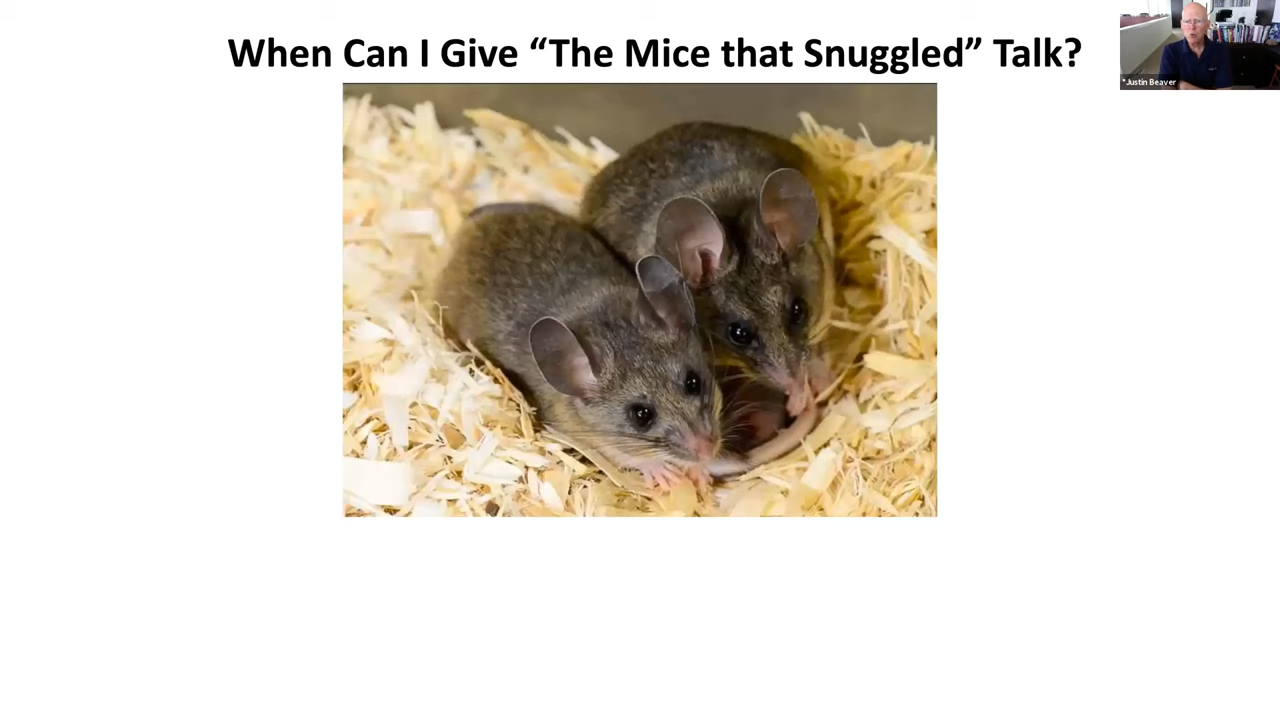 When Can I Give “The Mice that Snuggled” Talk?
*Justin Beaver